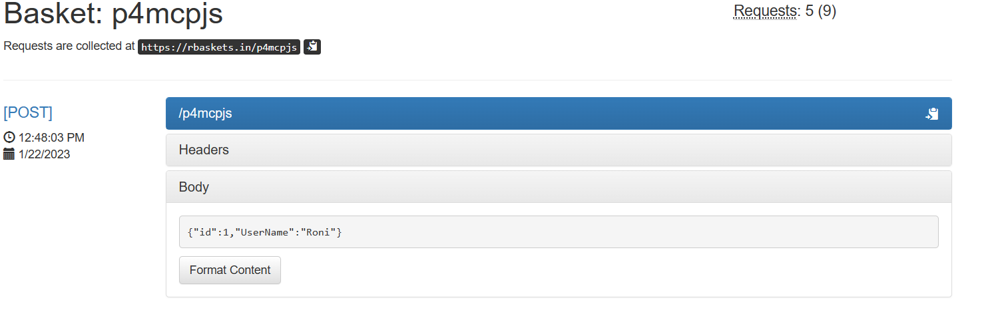 Basket: p4mcpjs
Requests: 5 (9)
Requests are collected at https://rbaskets.in/p4mcpjs
[POST]
12:48:03 PM
1/22/2023
/p4mcpjs
Headers
Body
{"id":1,"UserName":"Roni"}
Format Content